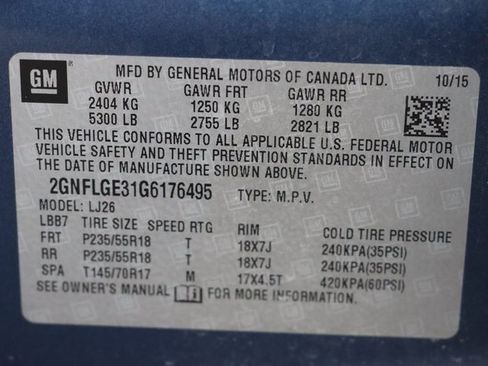 GM
MFD BY GENERAL MOTORS OF CANADA LTD. 10/15
GVWR GAWR FRT GAWR RR
2404 KG 1250 KG 1280 KG
5300 LB 2755 LB 2821 LB
THIS VEHICLE CONFORMS TO ALL APPLICABLE U.S. FEDERAL MOTOR
VEHICLE SAFETY AND THEFT PREVENTION STANDARDS IN EFFECT ON
THE DATE OF MANUFACTURE SHOWN ABOVE.
2GNFLGE31G6176495 TYPE: M.P.V.
MODEL: LJ26
LBB7 TIRE SIZE SPEED RTG RIM COLD TIRE PRESSURE
FRT P235/55R18 T 18X7J 240KPA(35PSI)
RR P235/55R18 T 18X7J 240KPA(35PSI)
SPA T145/70R17 M 17X4.5T 420KPA(60PSI)
SEE OWNER'S MANUAL FOR MORE INFORMATION.